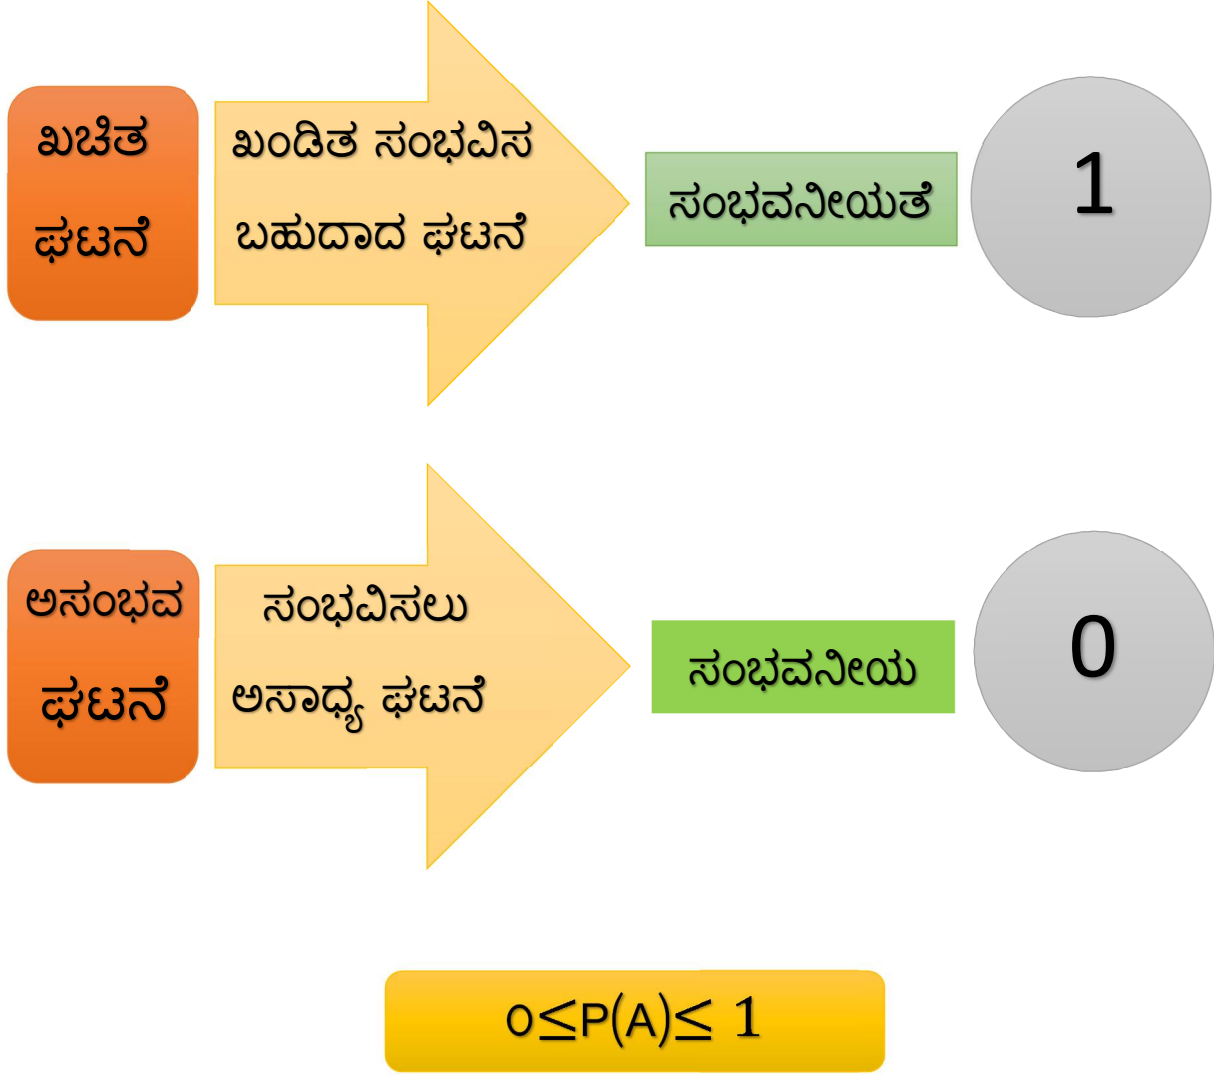 ಖಚಿತ
ಘಟನೆ
ಖಂಡಿತ ಸಂಭವಿಸ
ಬಹುದಾದ ಘಟನೆ
ಸಂಭವನೀಯತೆ
1
ಅಸಂಭವ
ಘಟನೆ
ಸಂಭವಿಸಲು
ಅಸಾಧ್ಯ ಘಟನೆ
ಸಂಭವನೀಯ
0
0≤P(A)≤ 1